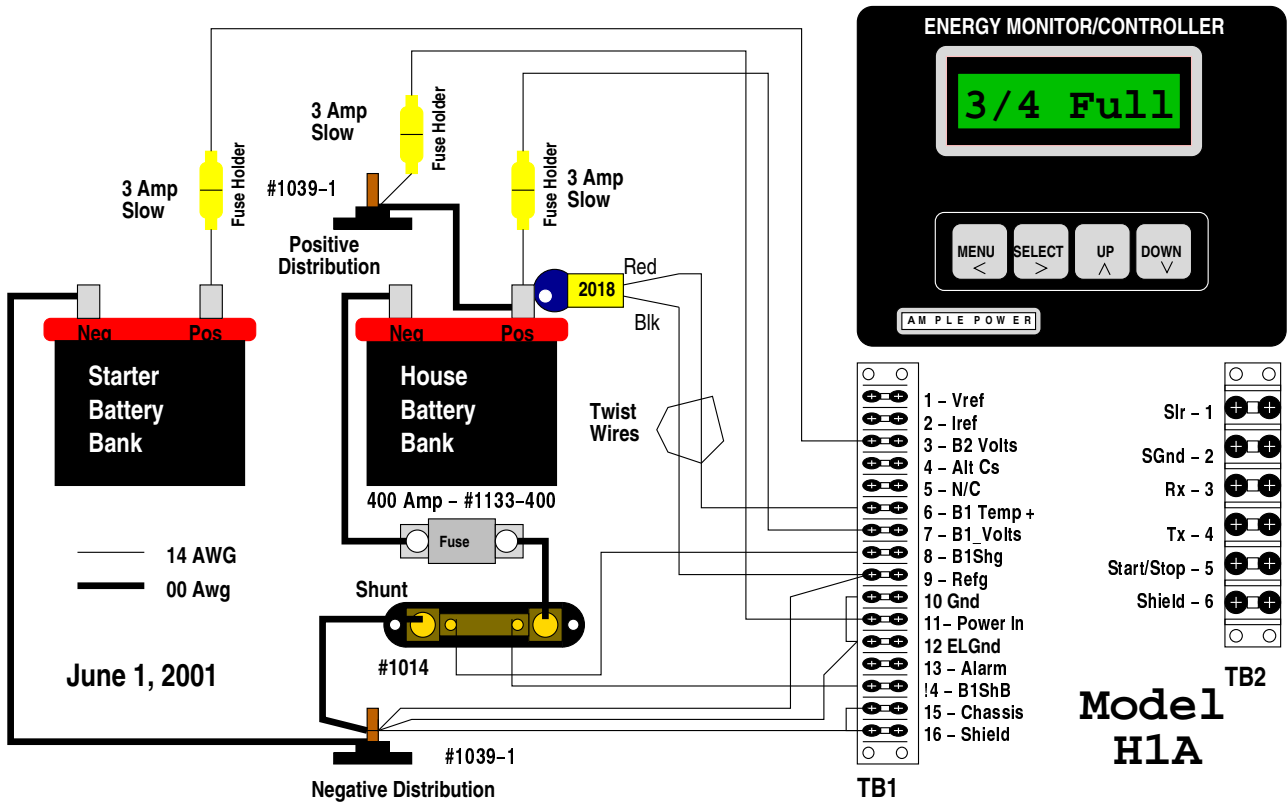 ENERGY MONITOR/CONTROLLER
3/4 Full
MENU
<
SELECT
>
UP
^
DOWN
v
AMPLE POWER
3 Amp
Slow
Fuse Holder
3 Amp
Slow
Fuse Holder
3 Amp
Slow
Fuse Holder
#1039-1
Positive
Distribution
2018
Red
Blk
Neg
Pos
Starter
Battery
Bank
Neg
Pos
House
Battery
Bank
Twist
Wires
400 Amp - #1133-400
Fuse
14 AWG
00 Awg
Shunt
#1014
June 1, 2001
#1039-1
Negative Distribution
1 - Vref
2 - Iref
3 - B2 Volts
4 - Alt Cs
5 - N/C
6 - B1 Temp +
7 - B1_Volts
8 - B1Shg
9 - Refg
10 Gnd
11- Power In
12 ELGnd
13 - Alarm
!4 - B1ShB
15 - Chassis
16 - Shield
TB1
Slr - 1
SGnd - 2
Rx - 3
Tx - 4
Start/Stop - 5
Shield - 6
TB2
Model
H1A